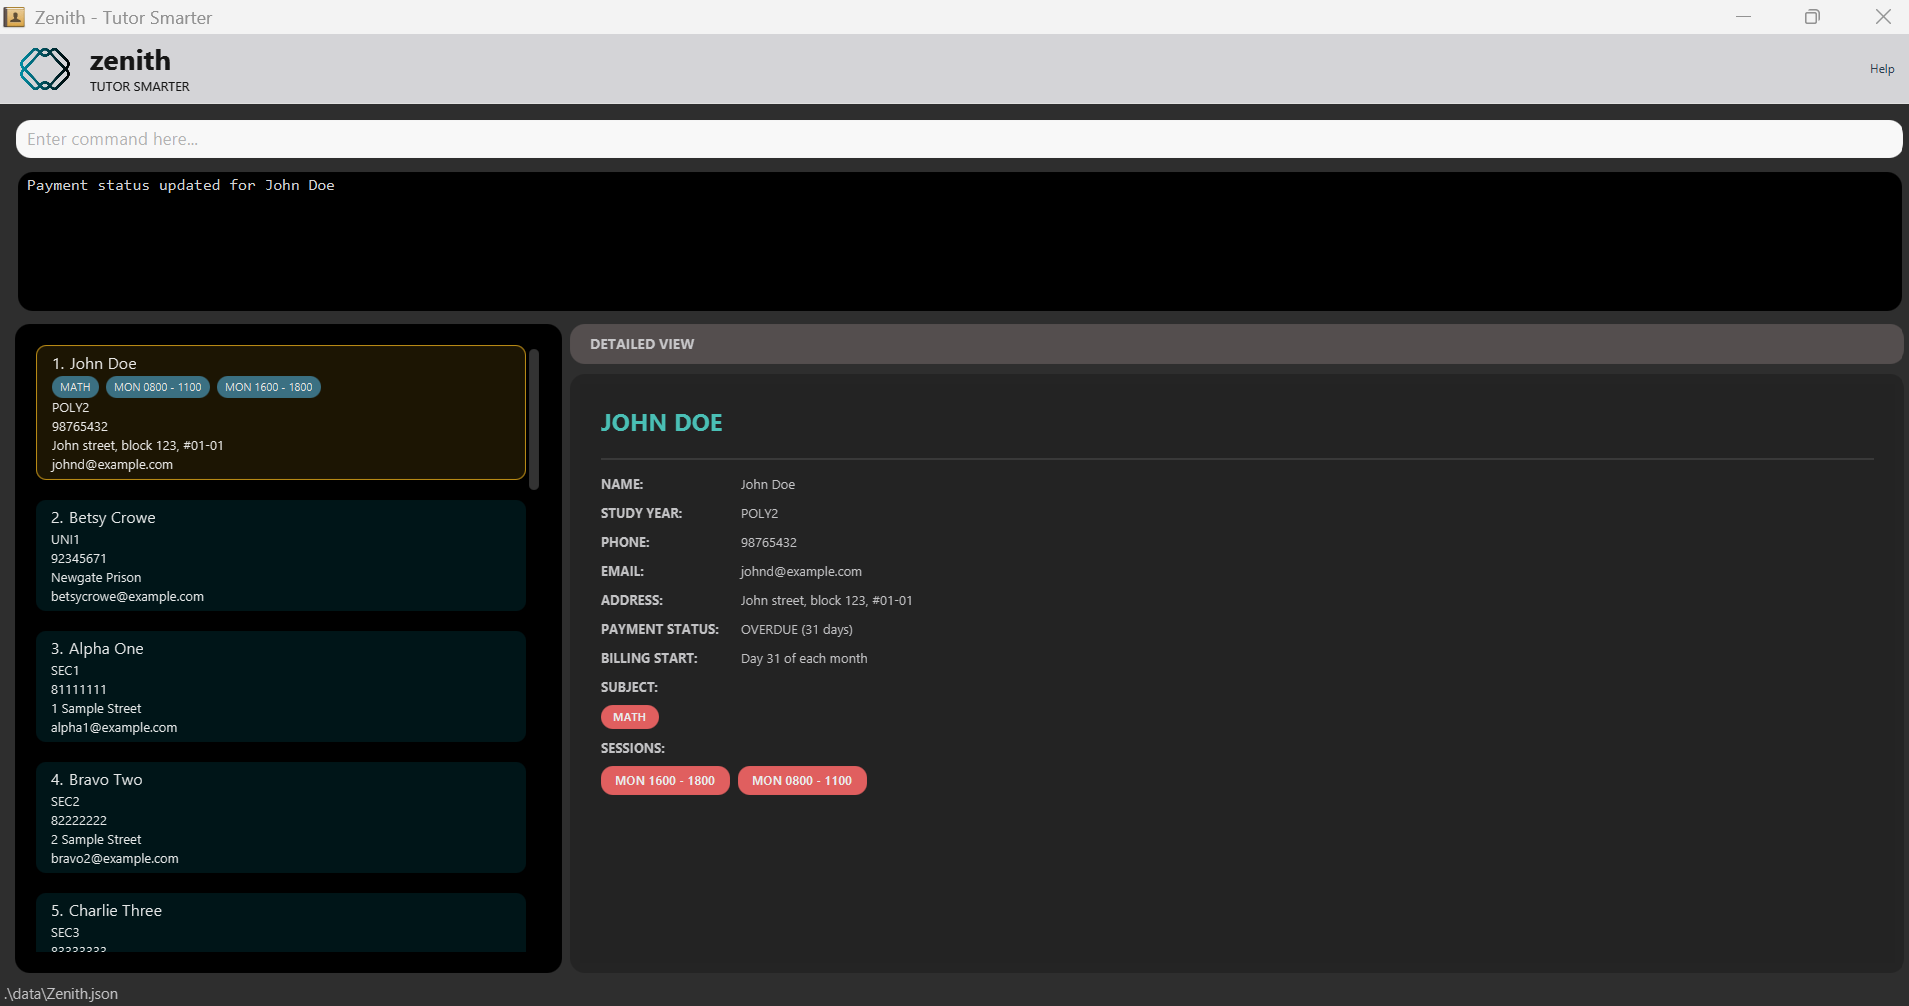 Zenith - Tutor Smarter
zenith
TUTOR SMARTER
Help
Enter command here...
Payment status updated for John Doe
1. John Doe
MATH MON 0800 - 1100 MON 1600 - 1800
POLY2
98765432
John street, block 123, #01-01
johnd@example.com
2. Betsy Crowe
UNI1
92345671
Newgate Prison
betsycrowe@example.com
3. Alpha One
SEC1
81111111
1 Sample Street
alpha1@example.com
4. Bravo Two
SEC2
82222222
2 Sample Street
bravo2@example.com
5. Charlie Three
SEC3
DETAILED VIEW
JOHN DOE
NAME: John Doe
STUDY YEAR: POLY2
PHONE: 98765432
EMAIL: johnd@example.com
ADDRESS: John street, block 123, #01-01
PAYMENT STATUS: OVERDUE (31 days)
BILLING START: Day 31 of each month
SUBJECT:
MATH
SESSIONS:
MON 1600 - 1800 MON 0800 - 1100
.\data\Zenith.json